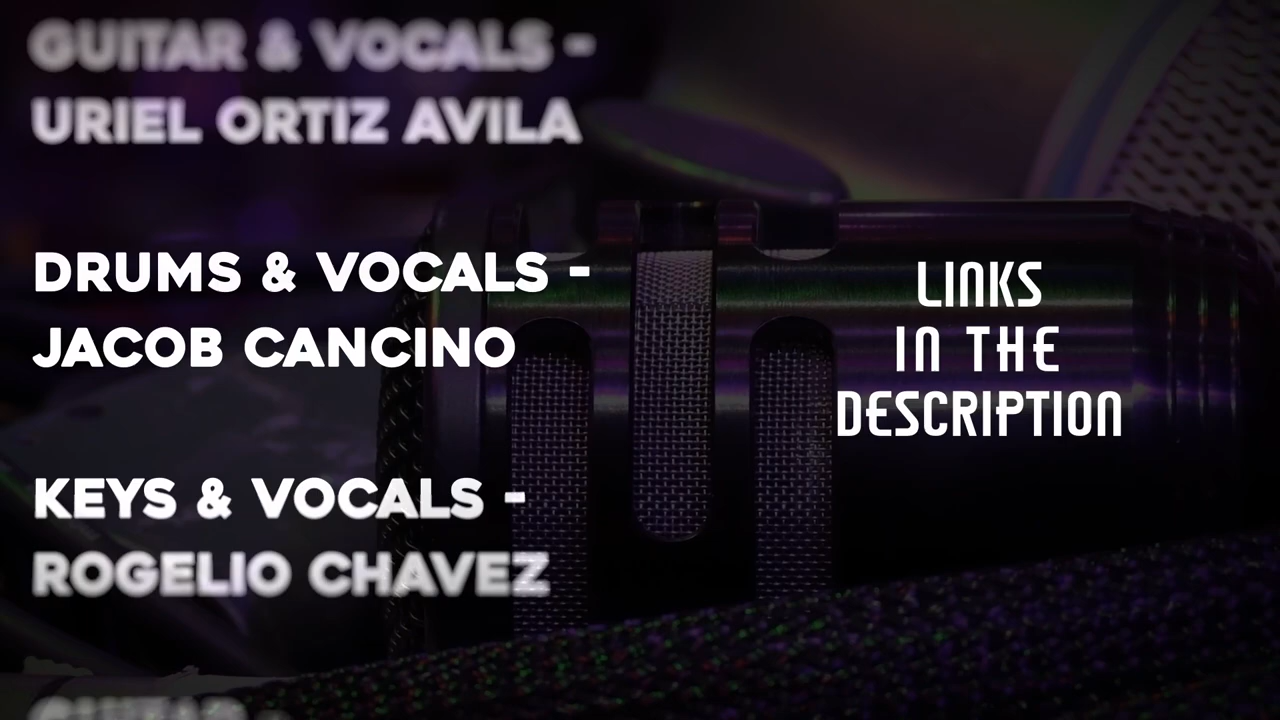 GUITAR & VOCALS -
URIEL ORTIZ AVILA
DRUMS & VOCALS -
JACOB CANCINO
KEYS & VOCALS -
ROGELIO CHAVEZ
LINKS
IN THE
DESCRIPTION